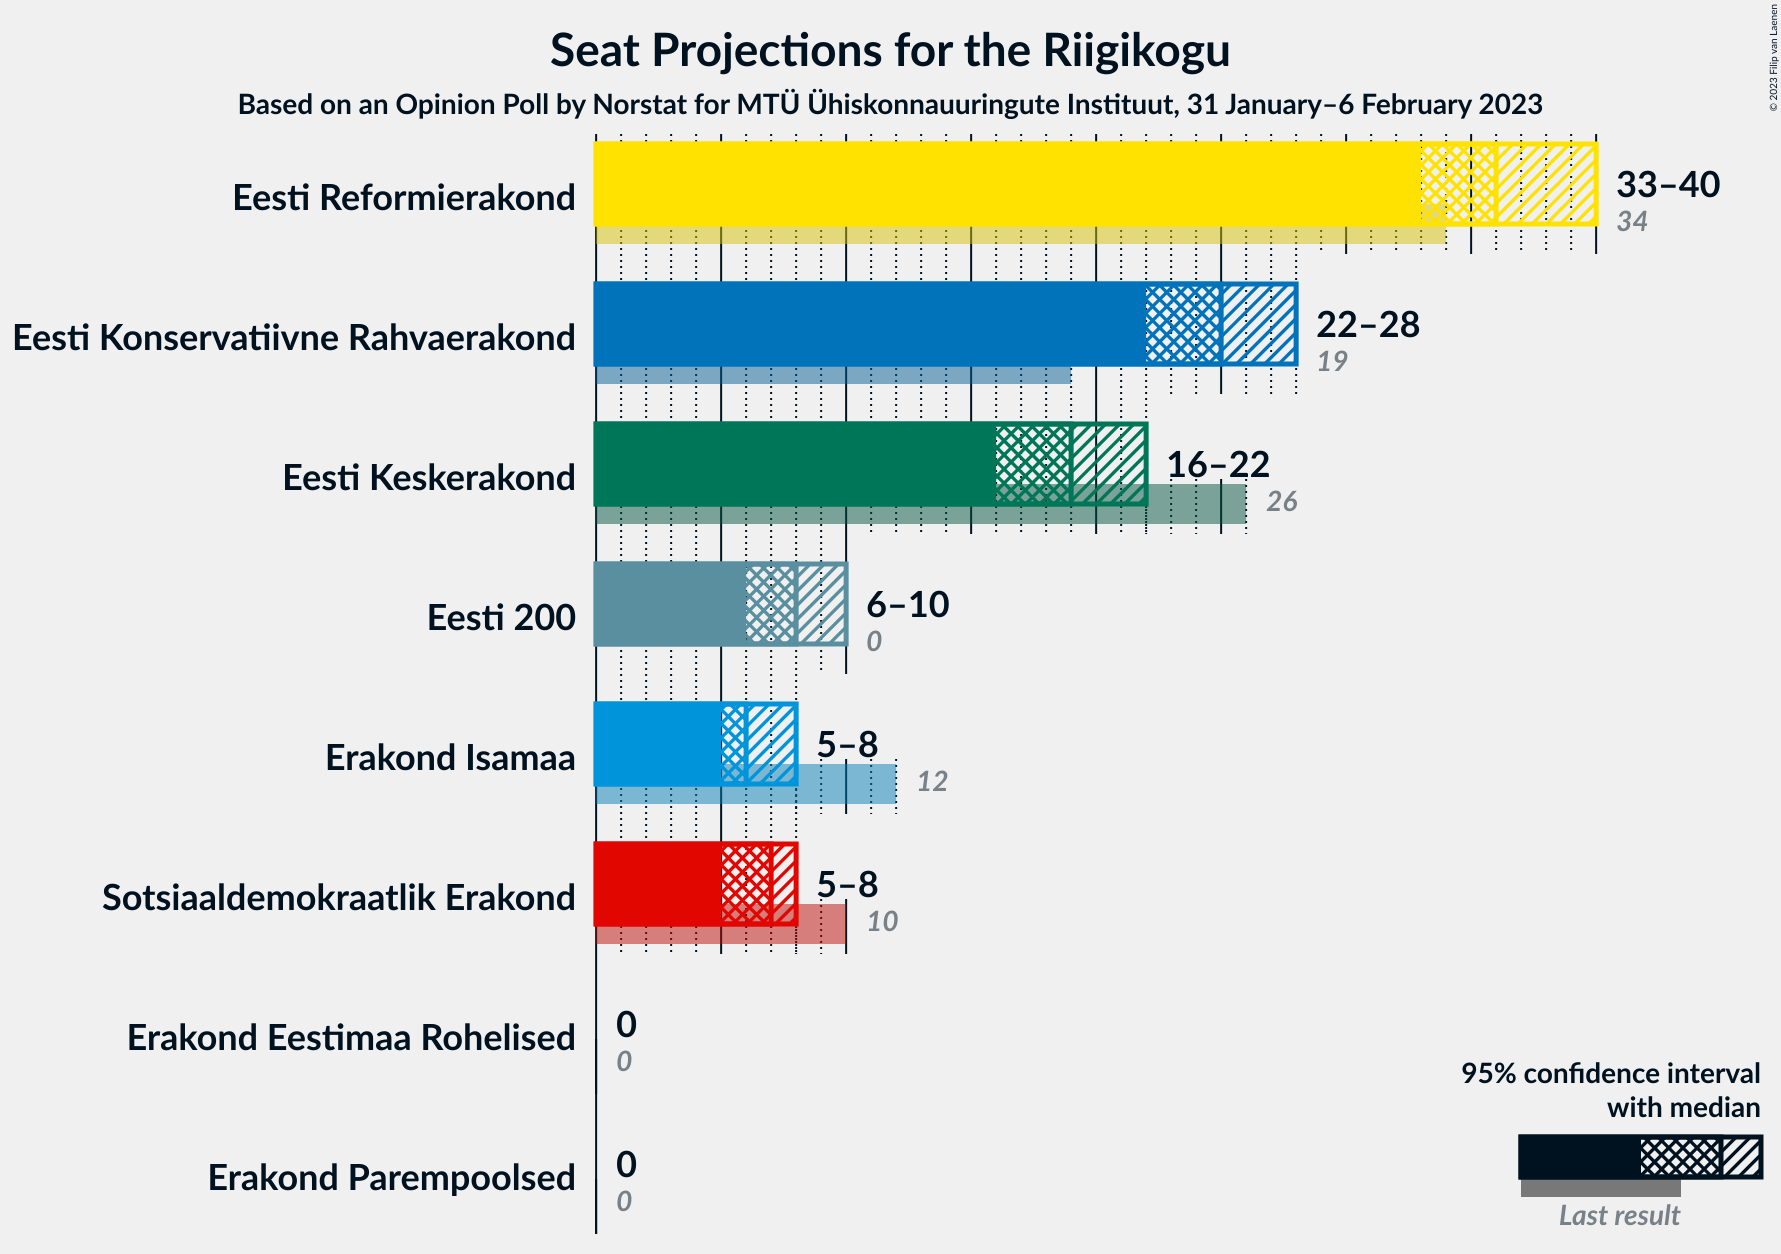 Seat Projections for the Riigikogu
Based on an Opinion Poll by Norstat for MTÜ Ühiskonnauuringute Instituut, 31 January–6 February 2023
© 2023 Filip van Laenen
Eesti Reformierakond
33–40
34
Eesti Konservatiivne Rahvaerakond
22–28
19
Eesti Keskerakond
16–22
26
Eesti 200
6–10
0
Erakond Isamaa
5–8
12
Sotsiaaldemokraatlik Erakond
5–8
10
Erakond Eestimaa Rohelised
0
0
Erakond Parempoolsed
0
0
95% confidence interval
with median
Last result